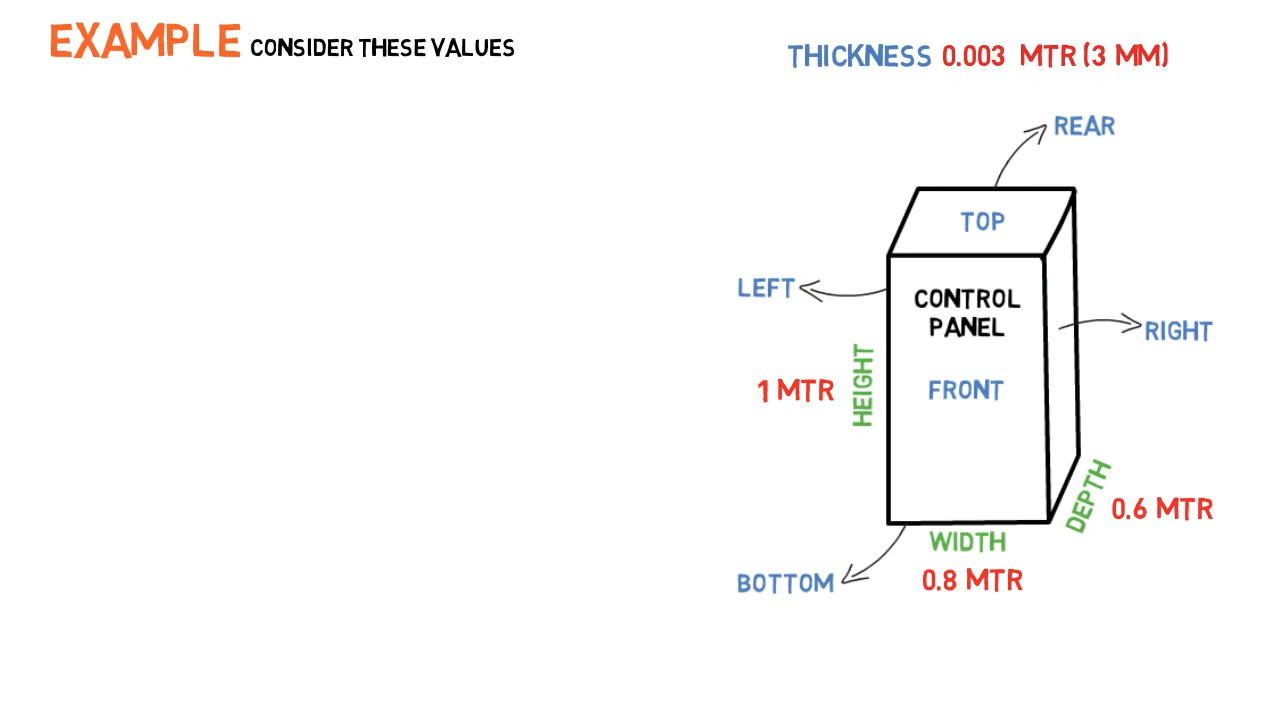 EXAMPLE CONSIDER THESE VALUES
THICKNESS 0.003 MTR (3 MM)
REAR
TOP
LEFT
CONTROL
PANEL
RIGHT
1 MTR
HEIGHT
FRONT
DEPTH
0.6 MTR
WIDTH
BOTTOM
0.8 MTR